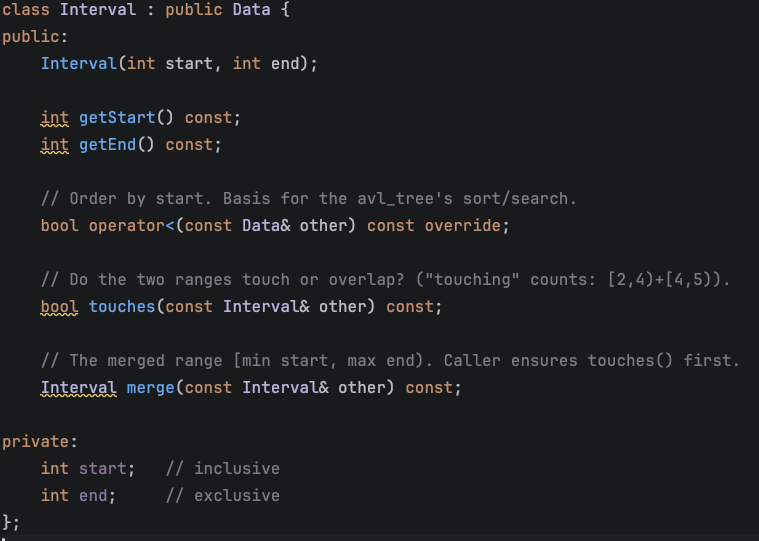 class Interval : public Data {
public:
    Interval(int start, int end);

    int getStart() const;
    int getEnd() const;

    // Order by start. Basis for the avl_tree's sort/search.
    bool operator<(const Data& other) const override;

    // Do the two ranges touch or overlap? ("touching" counts: [2,4)+[4,5)).
    bool touches(const Interval& other) const;

    // The merged range [min start, max end). Caller ensures touches() first.
    Interval merge(const Interval& other) const;

private:
    int start;   // inclusive
    int end;     // exclusive
};